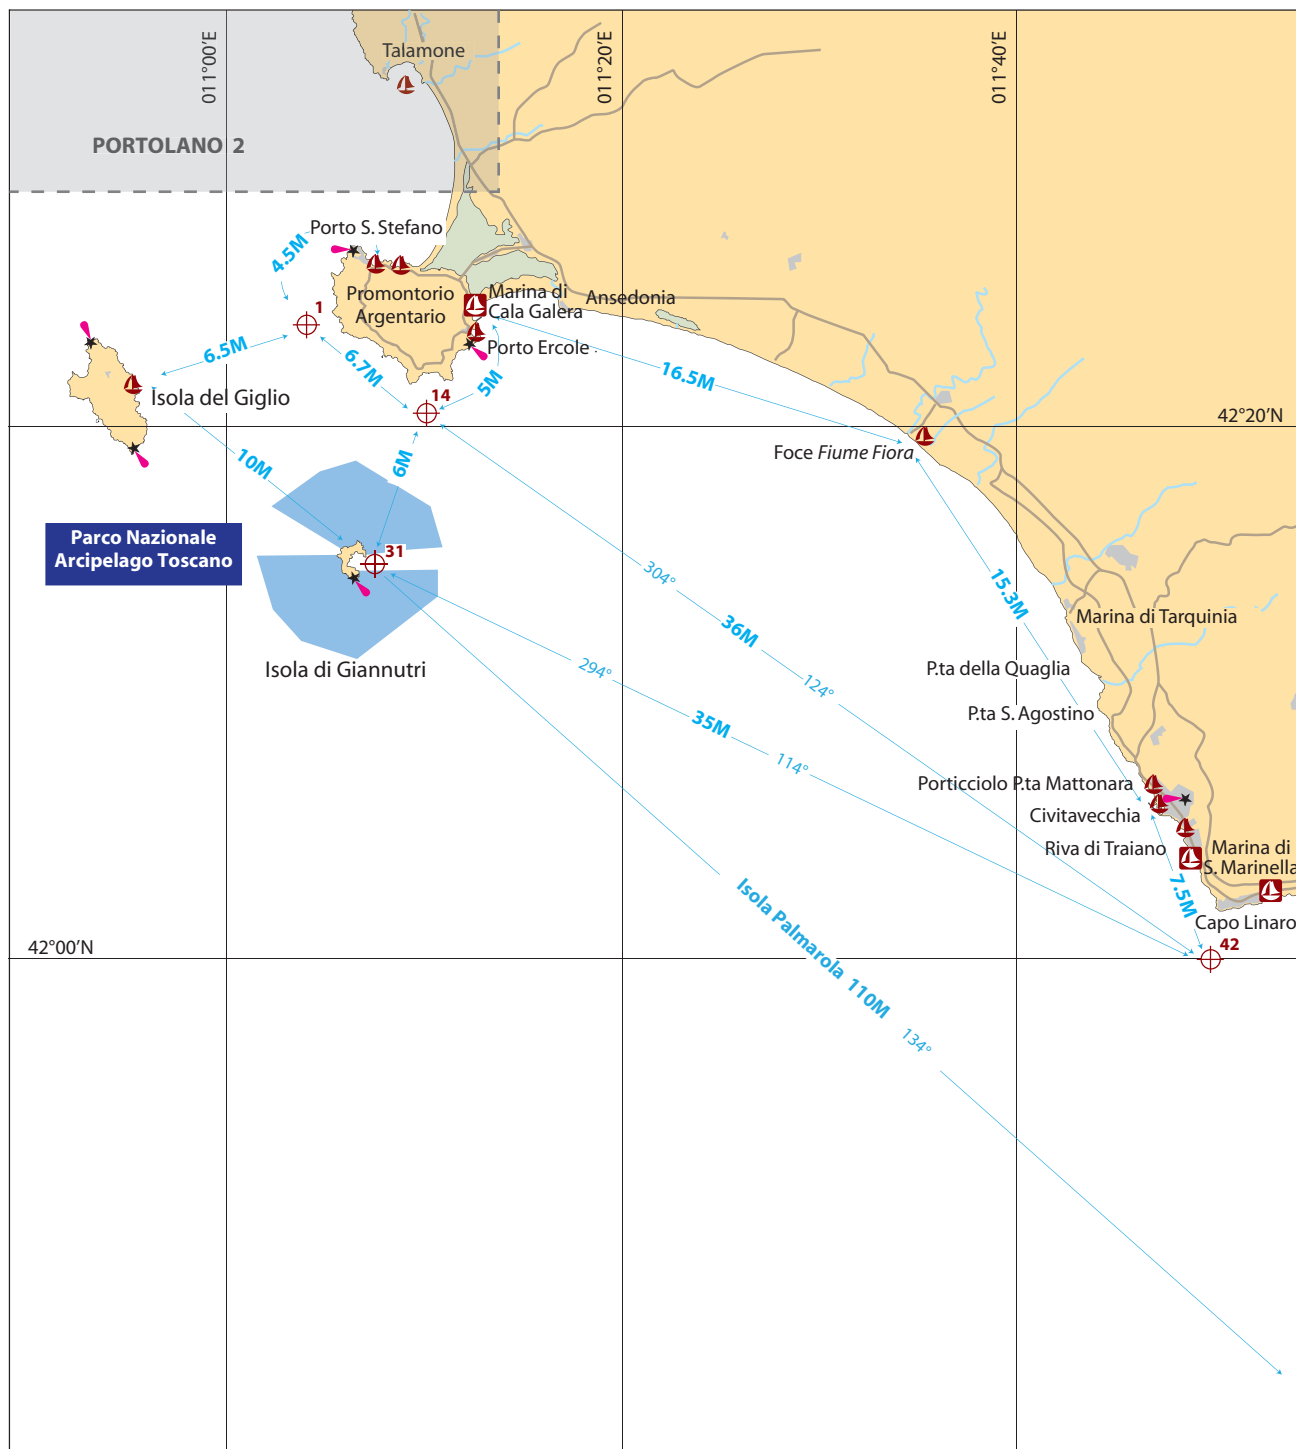 011°00'E
011°20'E
011°40'E
Talamone
PORTOLANO 2
Porto S. Stefano
4.5M
Promontorio
Argentario
Marina di
Cala Galera
Ansedonia
1
6.5M
6.7M
Porto Ercole
16.5M
5M
14
Isola del Giglio
42°20'N
10M
6M
Foce Fiume Fiora
Parco Nazionale
Arcipelago Toscano
31
304°
15.3M
Marina di Tarquinia
36M
Isola di Giannutri
294°
124°
P.ta della Quaglia
P.ta S. Agostino
35M
114°
Porticciolo P.ta Mattonara
Civitavecchia
Riva di Traiano
Marina di
S. Marinella
7.5M
Capo Linaro
42
42°00'N
Isola Palmarola 110M
134°